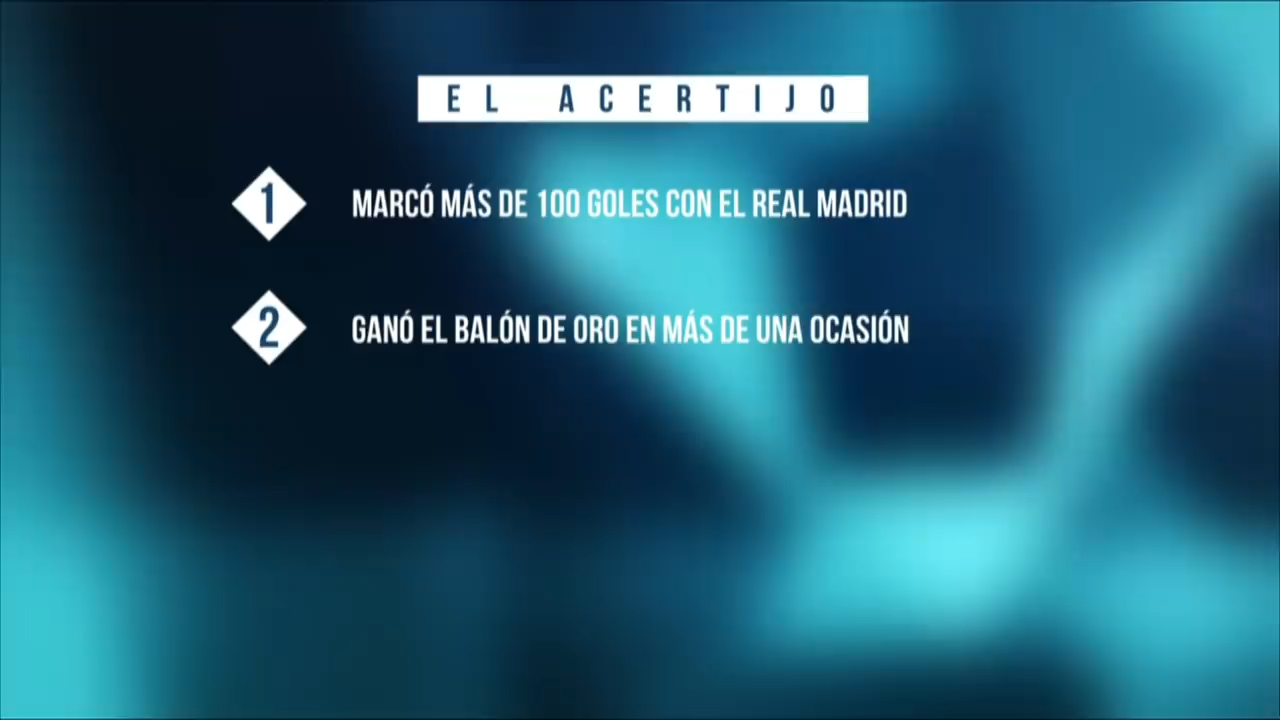 EL ACERTIJO
1 MARCÓ MÁS DE 100 GOLES CON EL REAL MADRID
2 GANÓ EL BALÓN DE ORO EN MÁS DE UNA OCASIÓN